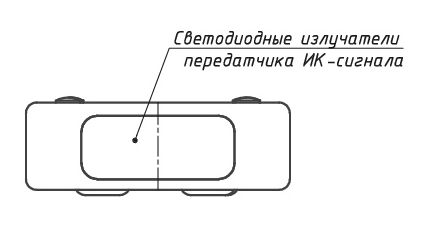 Светодиодные излучатели
передатчика ИК-сигнала